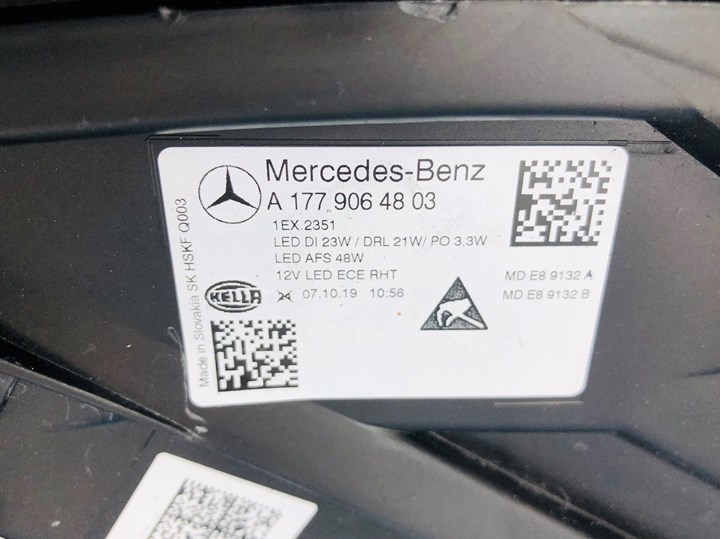 Mercedes-Benz
A 177 906 48 03
1EX.2351
LED DI 23W / DRL 21W/ PO 3,3W
LED AFS 48W
12V LED ECE RHT
MD E8 9132 A
HELLA
07.10.19 10:56
MD E8 9132 B
Made in Slovakia SK HSKF Q003